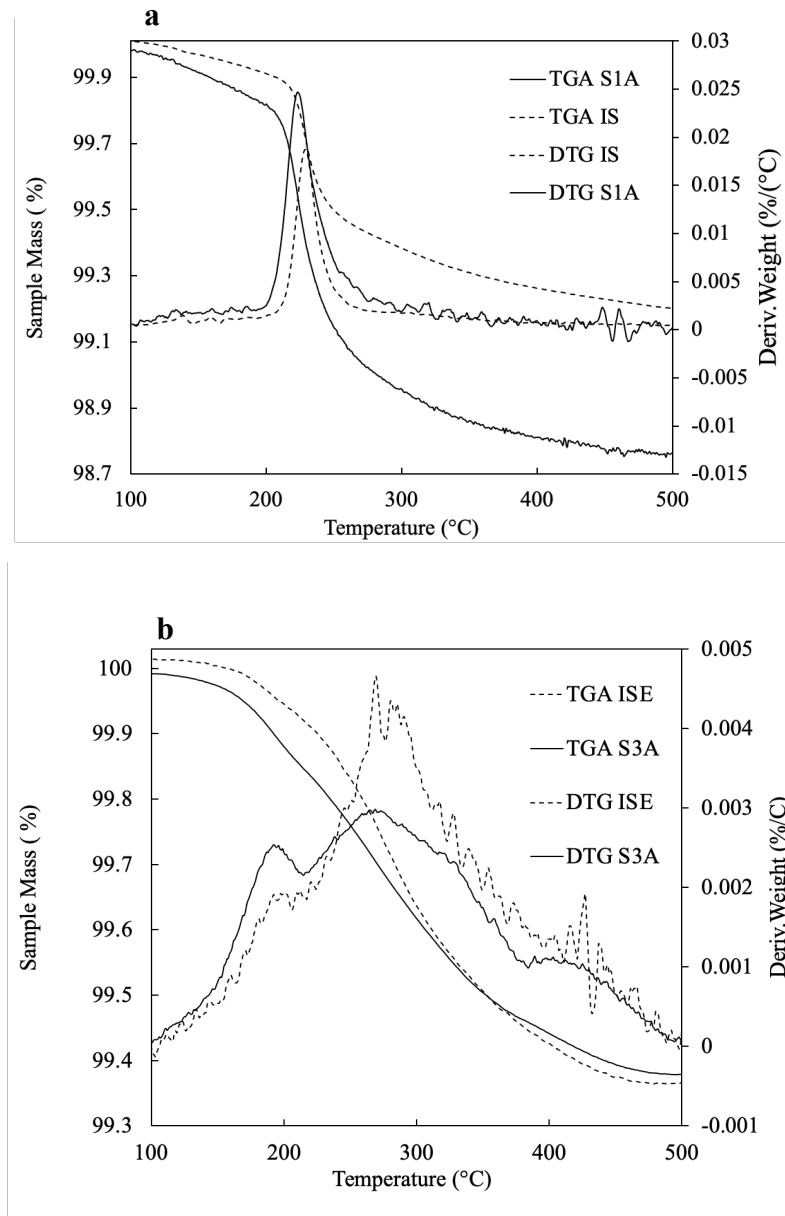 a
99.9
99.7
99.5
99.3
99.1
98.9
98.7
Sample Mass ( %)
0.03
0.025
0.02
0.015
0.01
0.005
0
-0.005
-0.01
-0.015
Deriv.Weight (%/(°C)
TGA S1A
TGA IS
DTG IS
DTG S1A
100 200 300 400 500
Temperature (°C)
b
100
99.9
99.8
99.7
99.6
99.5
99.4
99.3
Sample Mass ( %)
0.005
0.004
0.003
0.002
0.001
0
-0.001
Deriv.Weight (%/C)
TGA ISE
TGA S3A
DTG ISE
DTG S3A
100 200 300 400 500
Temperature (°C)